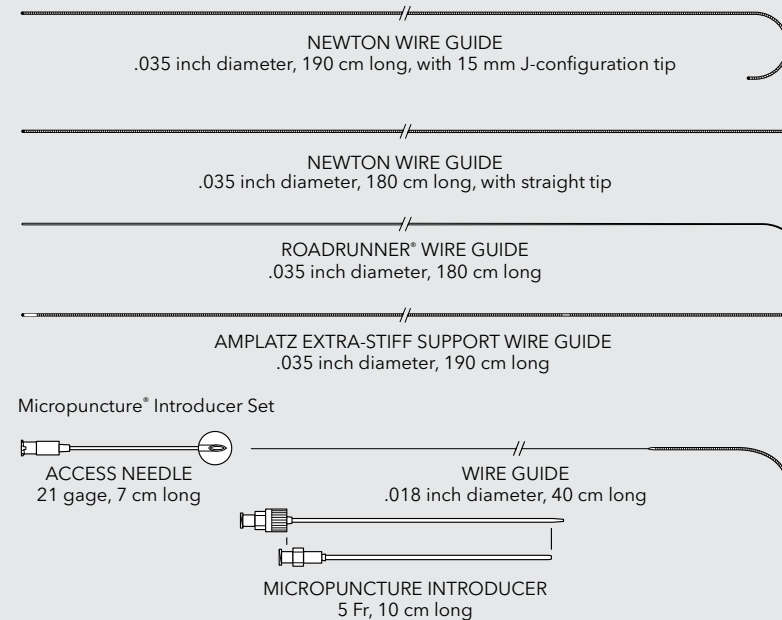 NEWTON WIRE GUIDE
.035 inch diameter, 190 cm long, with 15 mm J-configuration tip
NEWTON WIRE GUIDE
.035 inch diameter, 180 cm long, with straight tip
ROADRUNNER® WIRE GUIDE
.035 inch diameter, 180 cm long
AMPLATZ EXTRA-STIFF SUPPORT WIRE GUIDE
.035 inch diameter, 190 cm long
Micropuncture® Introducer Set
ACCESS NEEDLE
21 gage, 7 cm long
WIRE GUIDE
.018 inch diameter, 40 cm long
MICROPUNCTURE INTRODUCER
5 Fr, 10 cm long